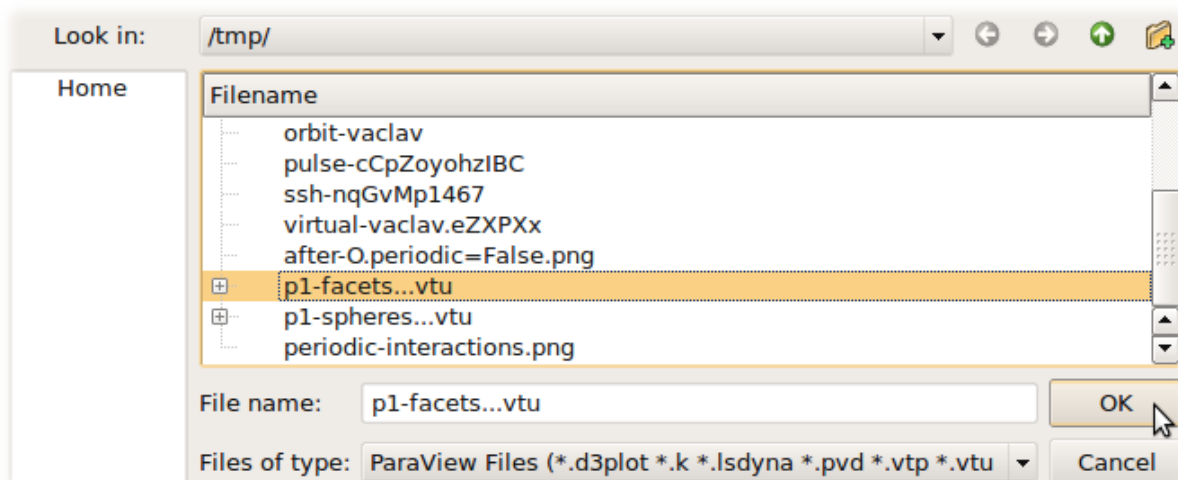 Look in: /tmp/
Home
Filename
orbit-vaclav
pulse-cCpZoyohzIBC
ssh-nqGvMp1467
virtual-vaclav.eZXPXx
after-O.periodic=False.png
p1-facets...vtu
p1-spheres...vtu
periodic-interactions.png
File name: p1-facets...vtu OK
Files of type: ParaView Files (*.d3plot *.k *.lsdyna *.pvd *.vtp *.vtu Cancel